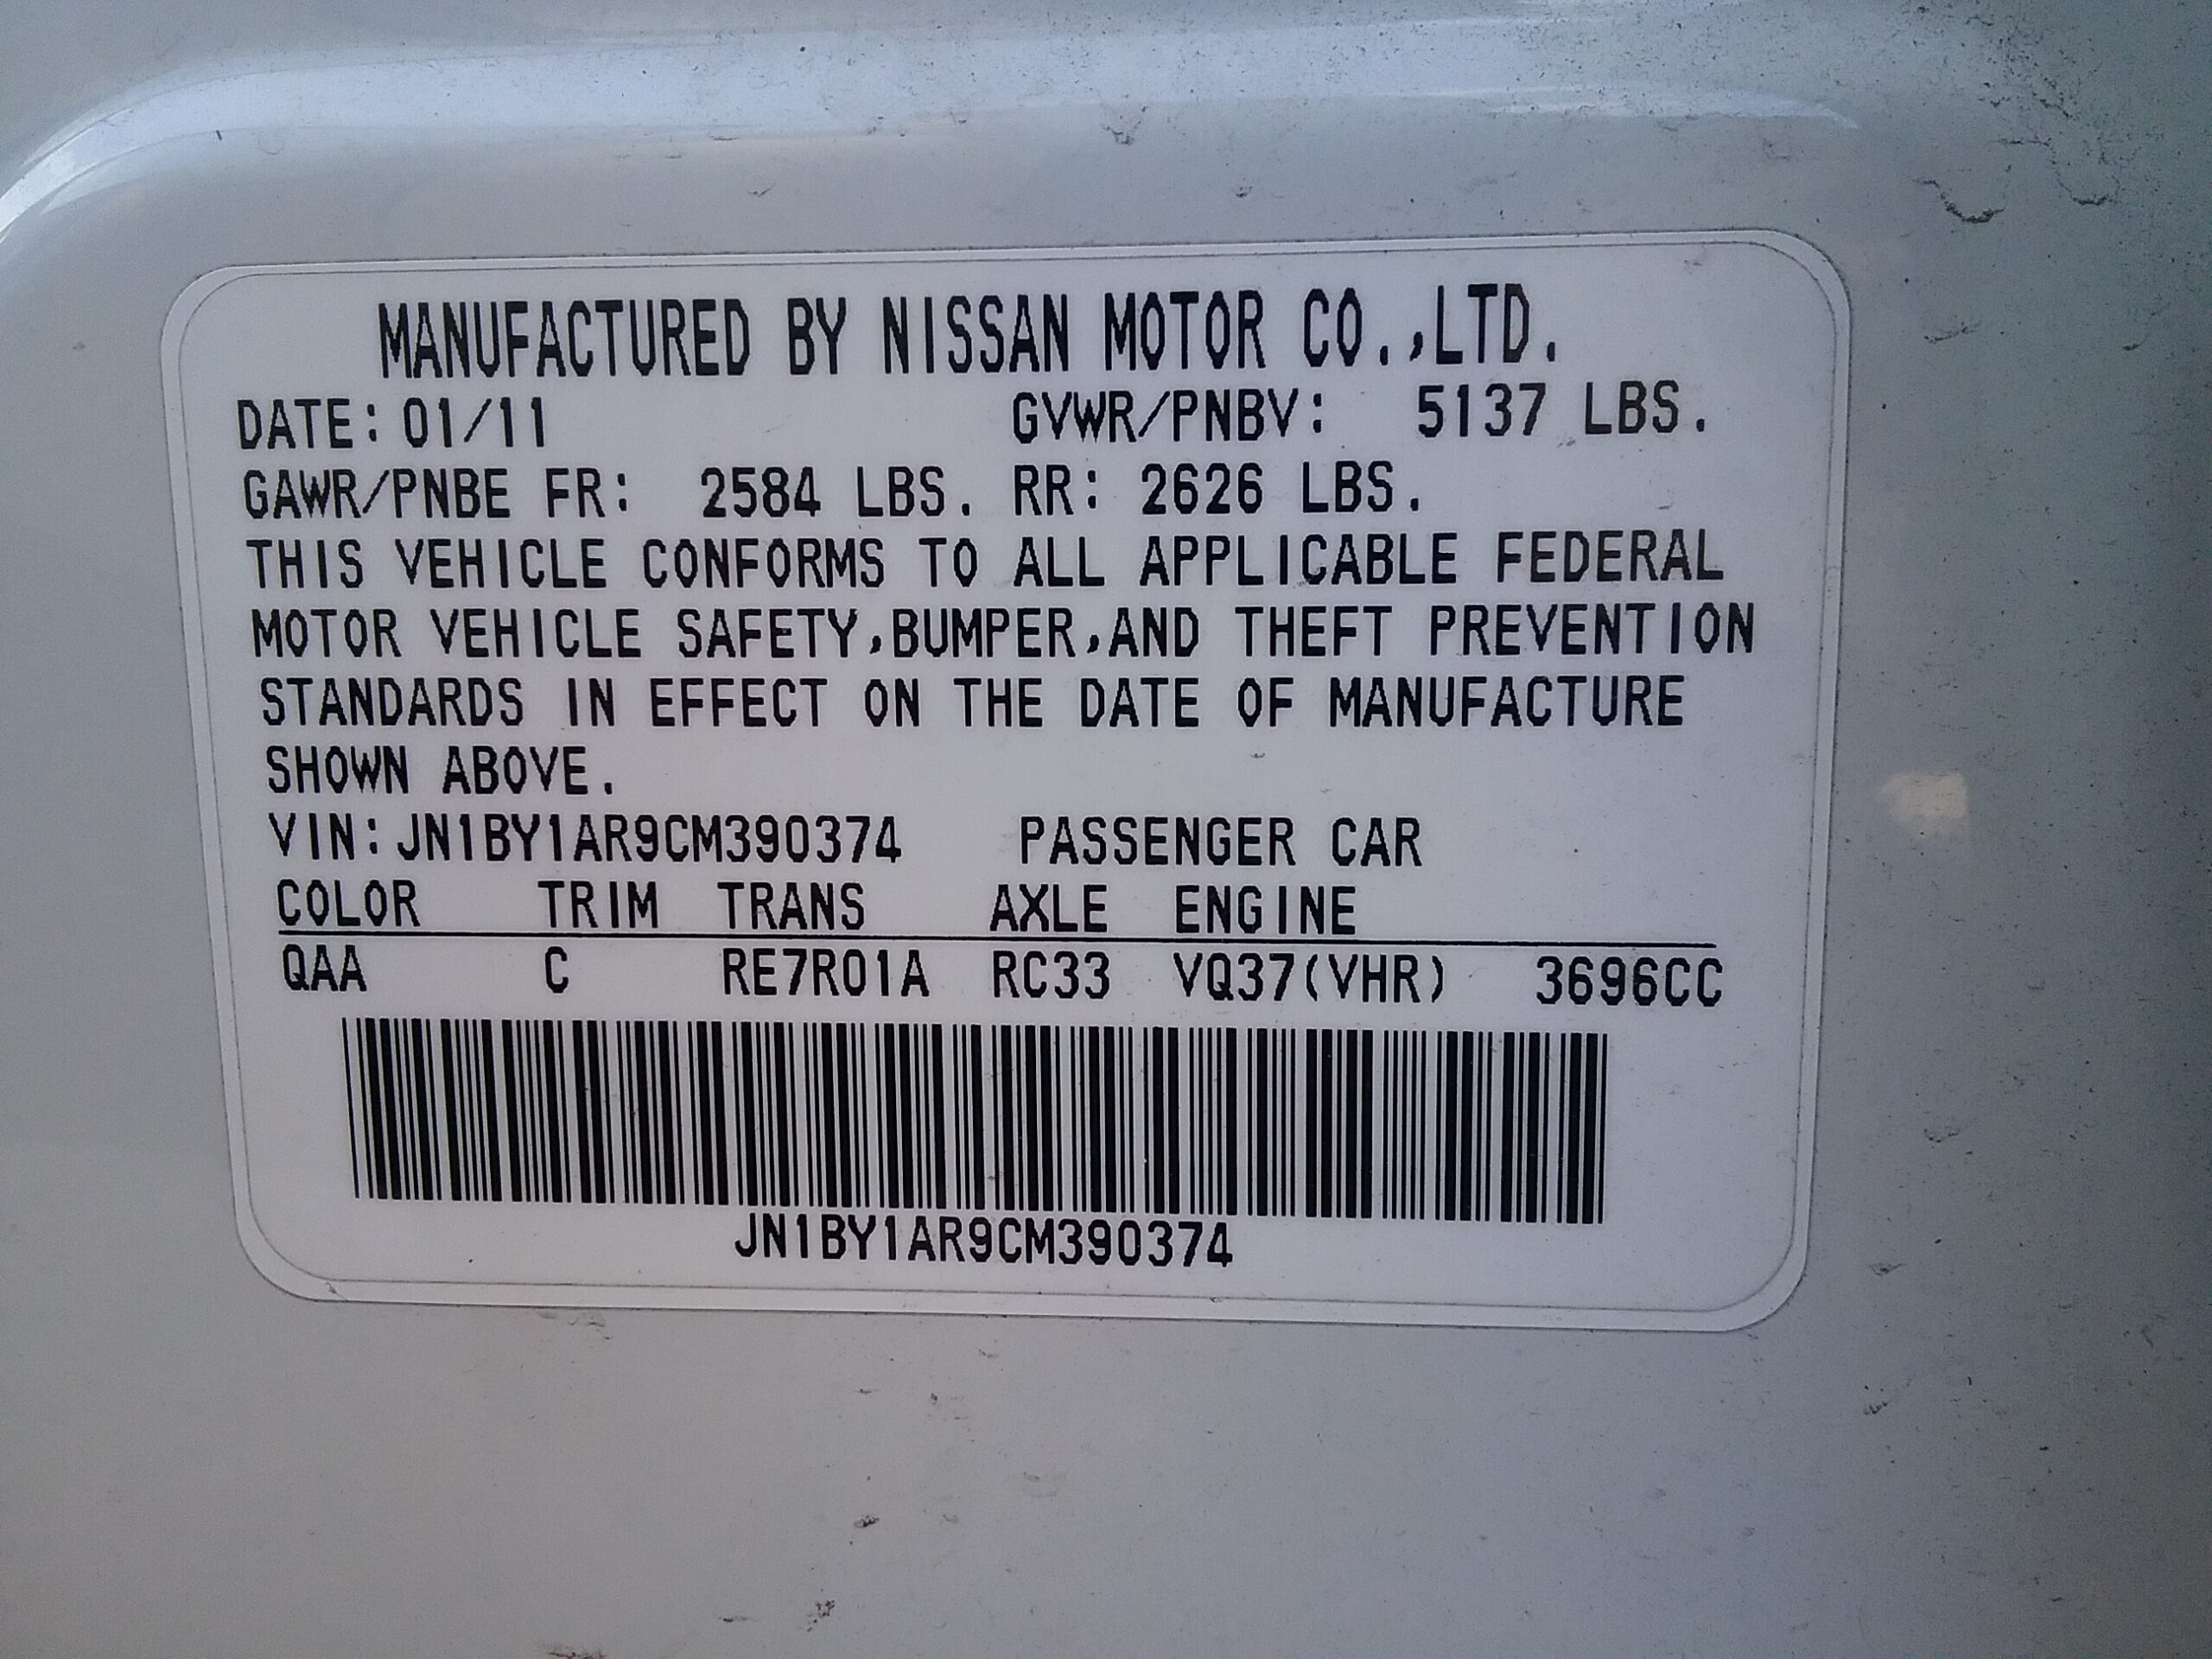 MANUFACTURED BY NISSAN MOTOR CO.,LTD.
DATE: 01/11 GVWR/PNBV: 5137 LBS.
GAWR/PNBE FR: 2584 LBS. RR: 2626 LBS.
THIS VEHICLE CONFORMS TO ALL APPLICABLE FEDERAL
MOTOR VEHICLE SAFETY,BUMPER,AND THEFT PREVENTION
STANDARDS IN EFFECT ON THE DATE OF MANUFACTURE
SHOWN ABOVE.
VIN:JN1BY1AR9CM390374 PASSENGER CAR
COLOR TRIM TRANS AXLE ENGINE
QAA C RE7R01A RC33 VQ37(VHR) 3696CC
JN1BY1AR9CM390374